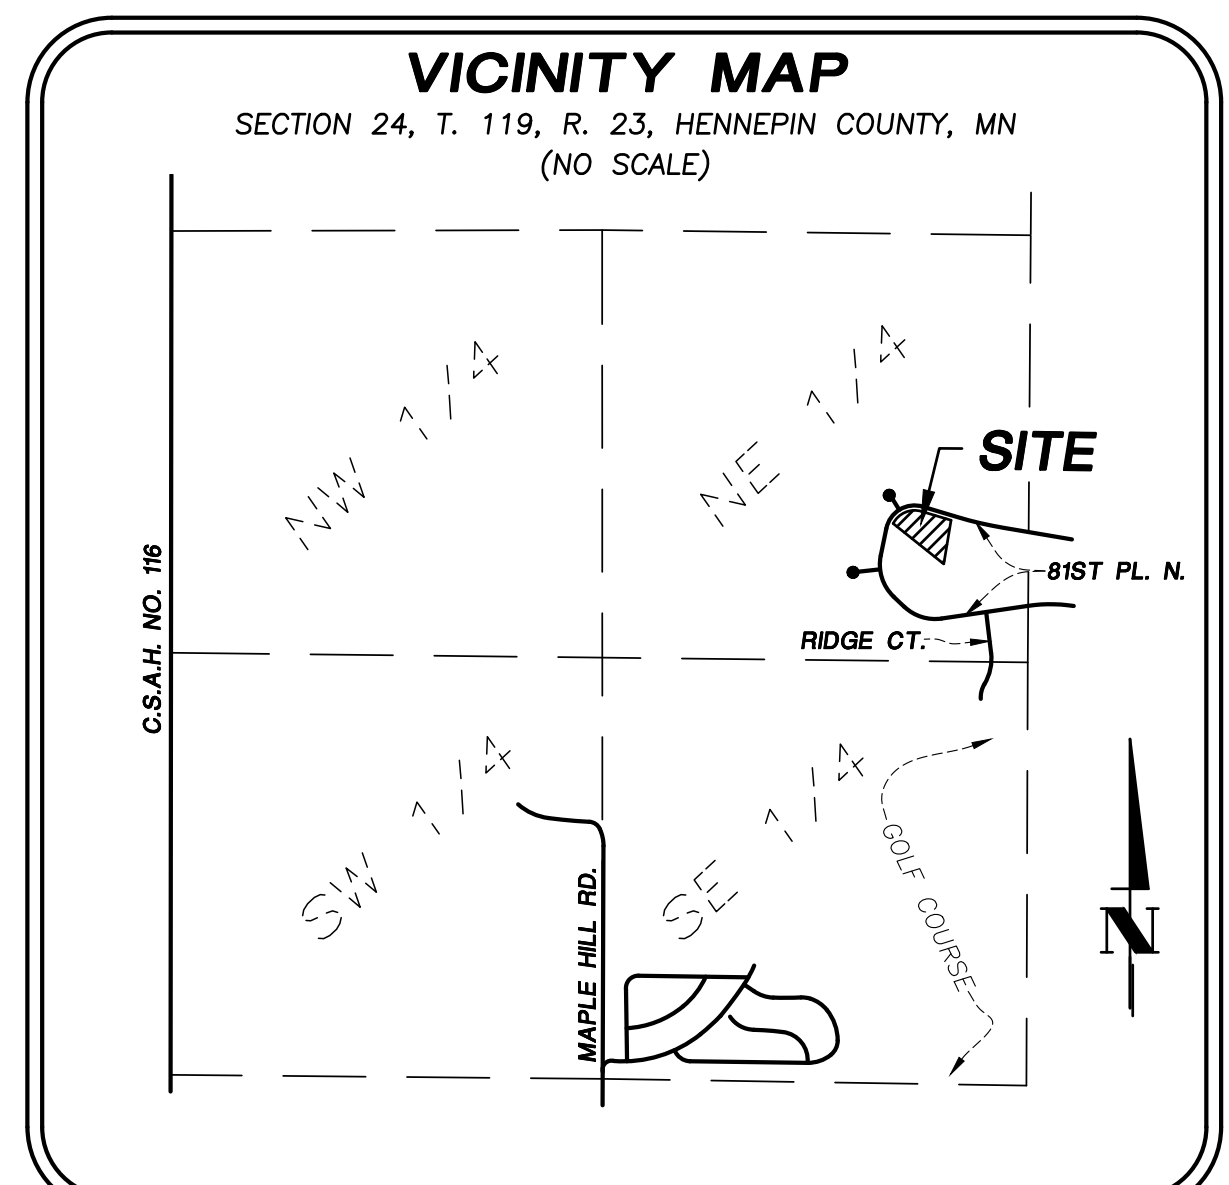 VICINITY MAP
SECTION 24, T. 119, R. 23, HENNEPIN COUNTY, MN
(NO SCALE)
NW 1/4
NE 1/4
SITE
C.S.A.H. NO. 116
81ST PL. N.
RIDGE CT.
SW 1/4
SE 1/4
GOLF COURSE
MAPLE HILL RD.
N